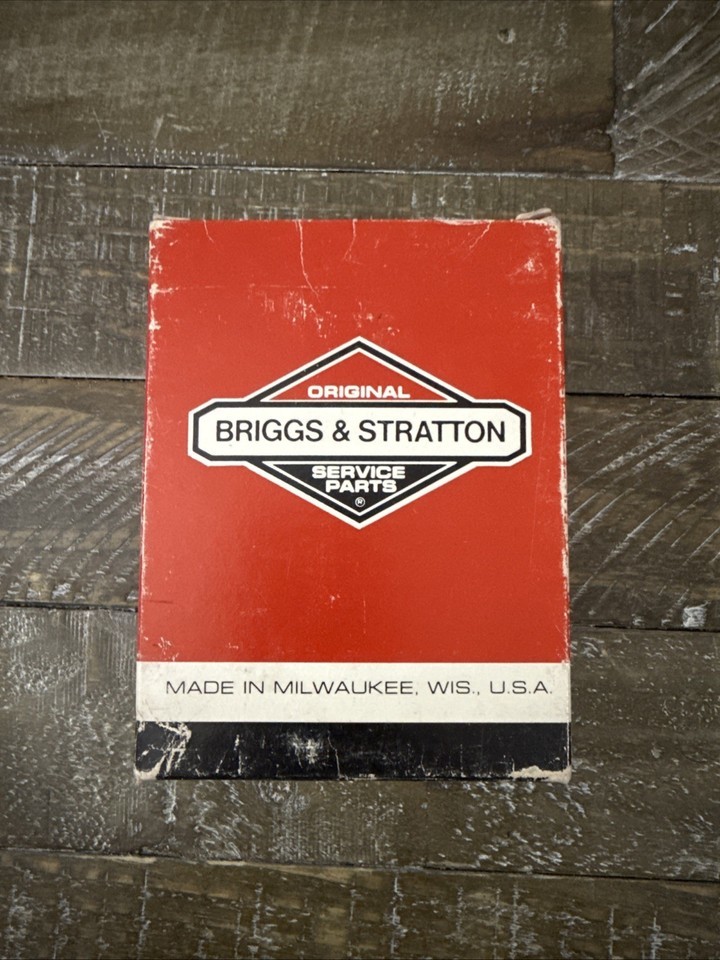 ORIGINAL
BRIGGS & STRATTON
SERVICE
PARTS
®
MADE IN MILWAUKEE, WIS., U.S.A.